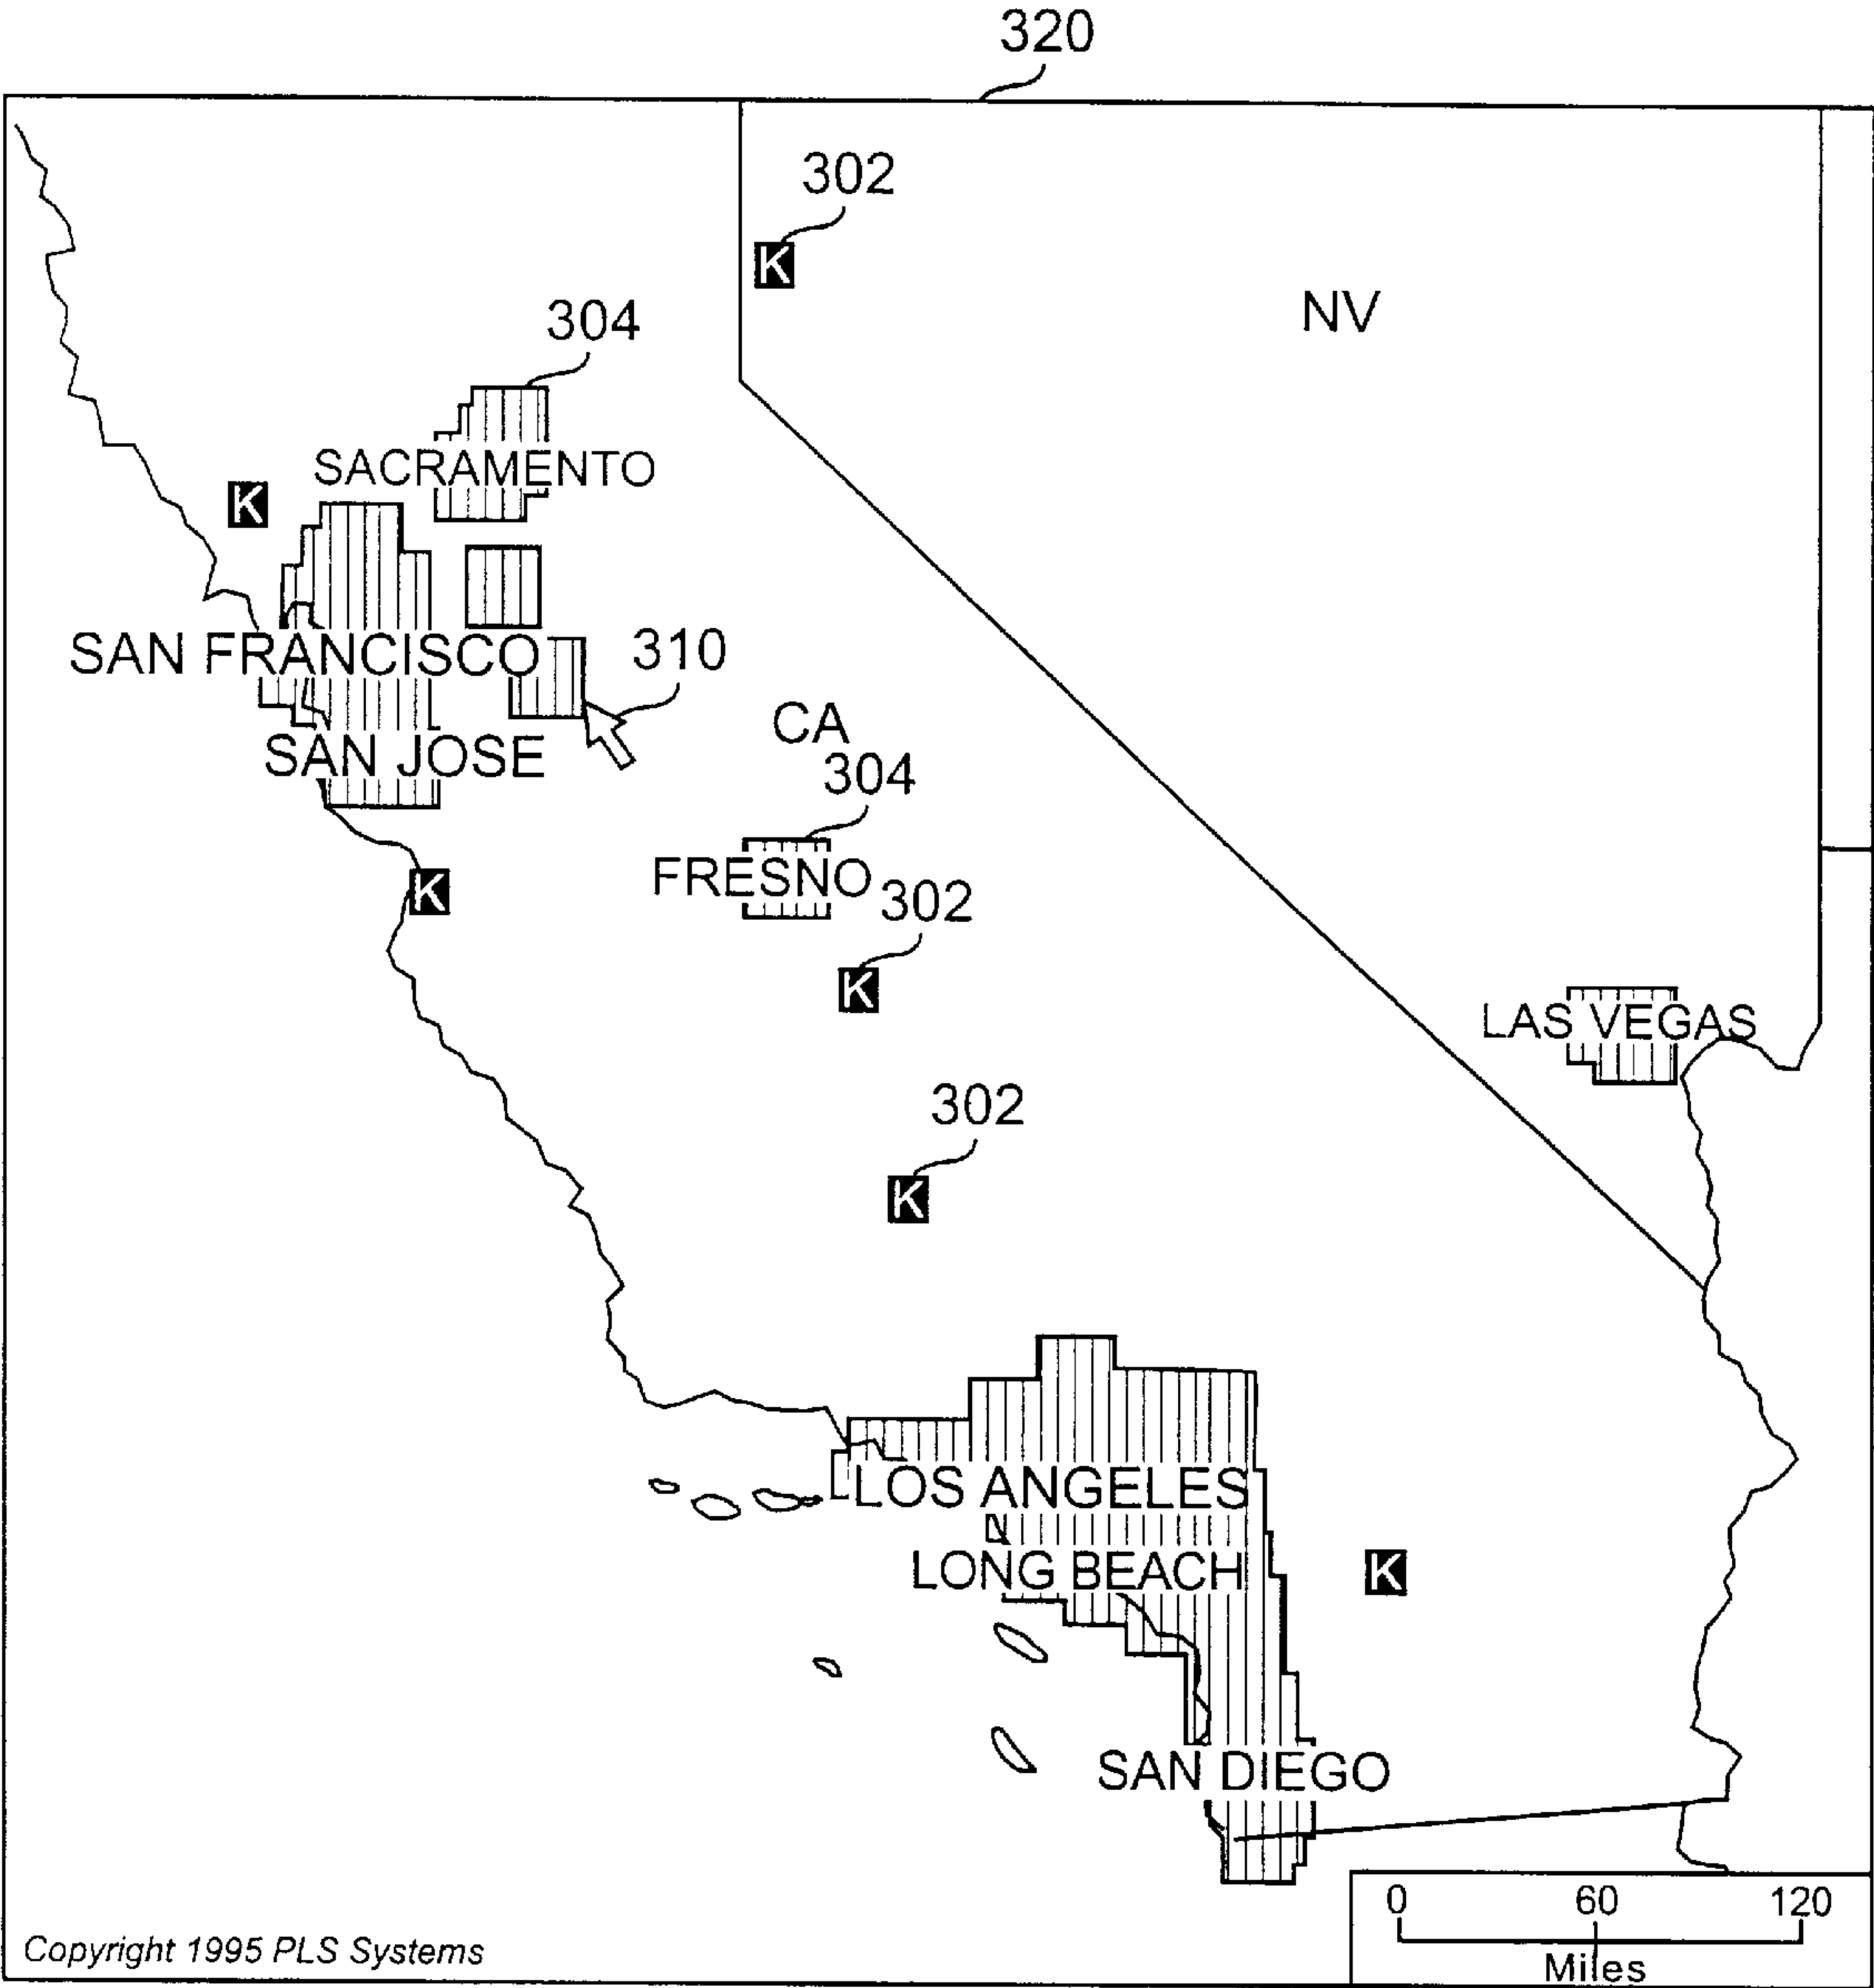 320
302
K
NV
304
SACRAMENTO
K
SAN FRANCISCO
310
CA
SAN JOSE
304
FRESNO
302
K
K
LAS VEGAS
302
K
LOS ANGELES
LONG BEACH
K
SAN DIEGO
0 60 120
Miles
Copyright 1995 PLS Systems